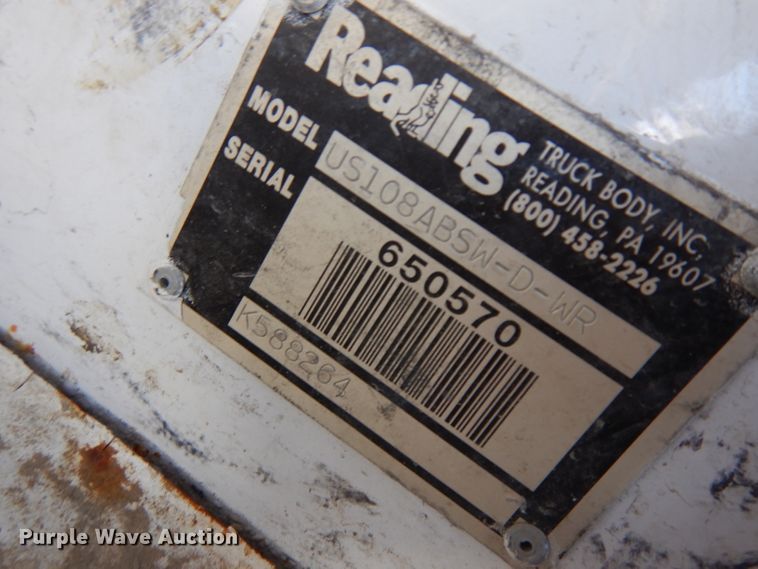 Reading
TRUCK BODY, INC.
READING, PA 19607
(800) 458-2226
MODEL US108ABSW-D-WR
SERIAL 650570
K588264
Purple Wave Auction